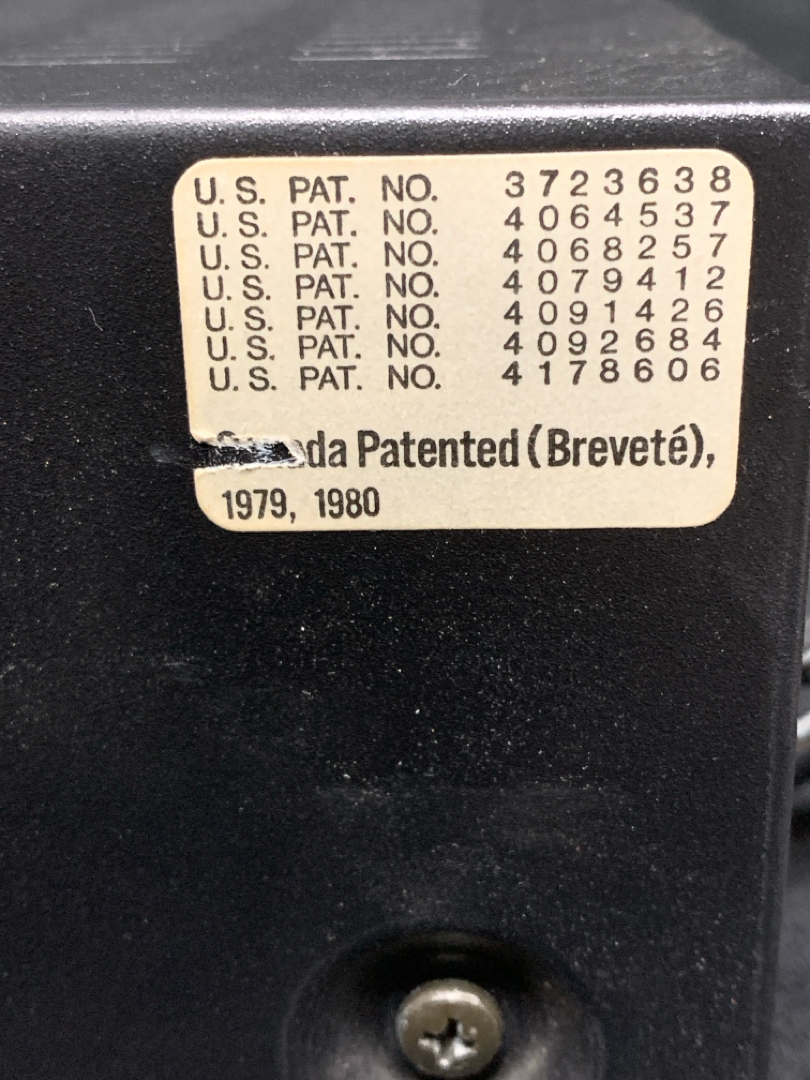 U. S. PAT. NO. 3723638
U. S. PAT. NO. 4064537
U. S. PAT. NO. 4068257
U. S. PAT. NO. 4079412
U. S. PAT. NO. 4091426
U. S. PAT. NO. 4092684
U. S. PAT. NO. 4178606
Patented (Breveté),
1979, 1980